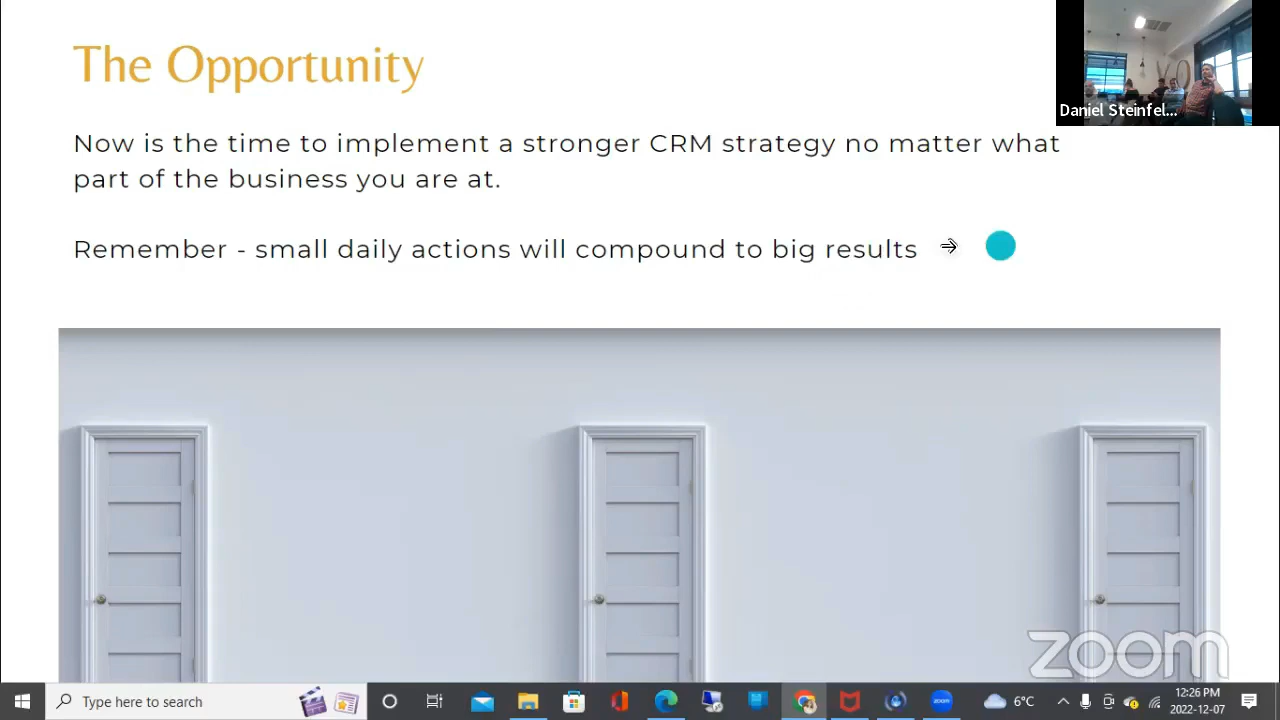 The Opportunity
Now is the time to implement a stronger CRM strategy no matter what
part of the business you are at.
Remember - small daily actions will compound to big results
Daniel Steinfel...
zoom
Type here to search
zoom
6°C
12:26 PM
2022-12-07